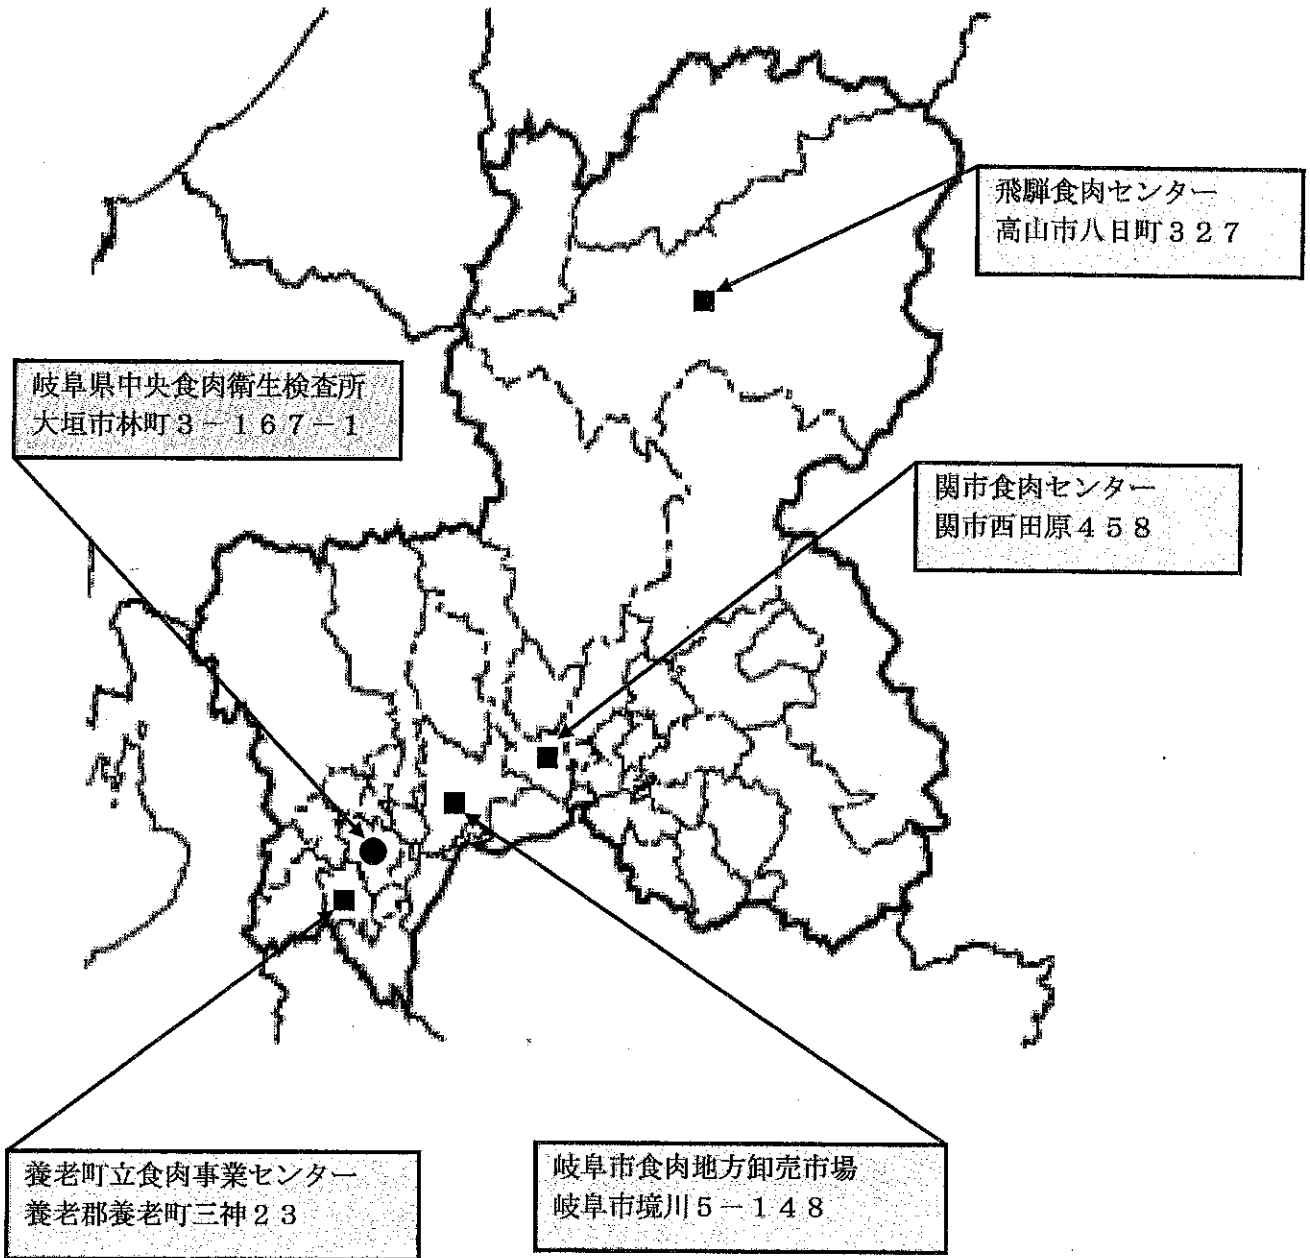 飛騨食肉センター
高山市八日町３２７
岐阜県中央食肉衛生検査所
大垣市林町３－１６７－１
関市食肉センター
関市西田原４５８
養老町立食肉事業センター
養老郡養老町三神２３
岐阜市食肉地方卸売市場
岐阜市境川５－１４８